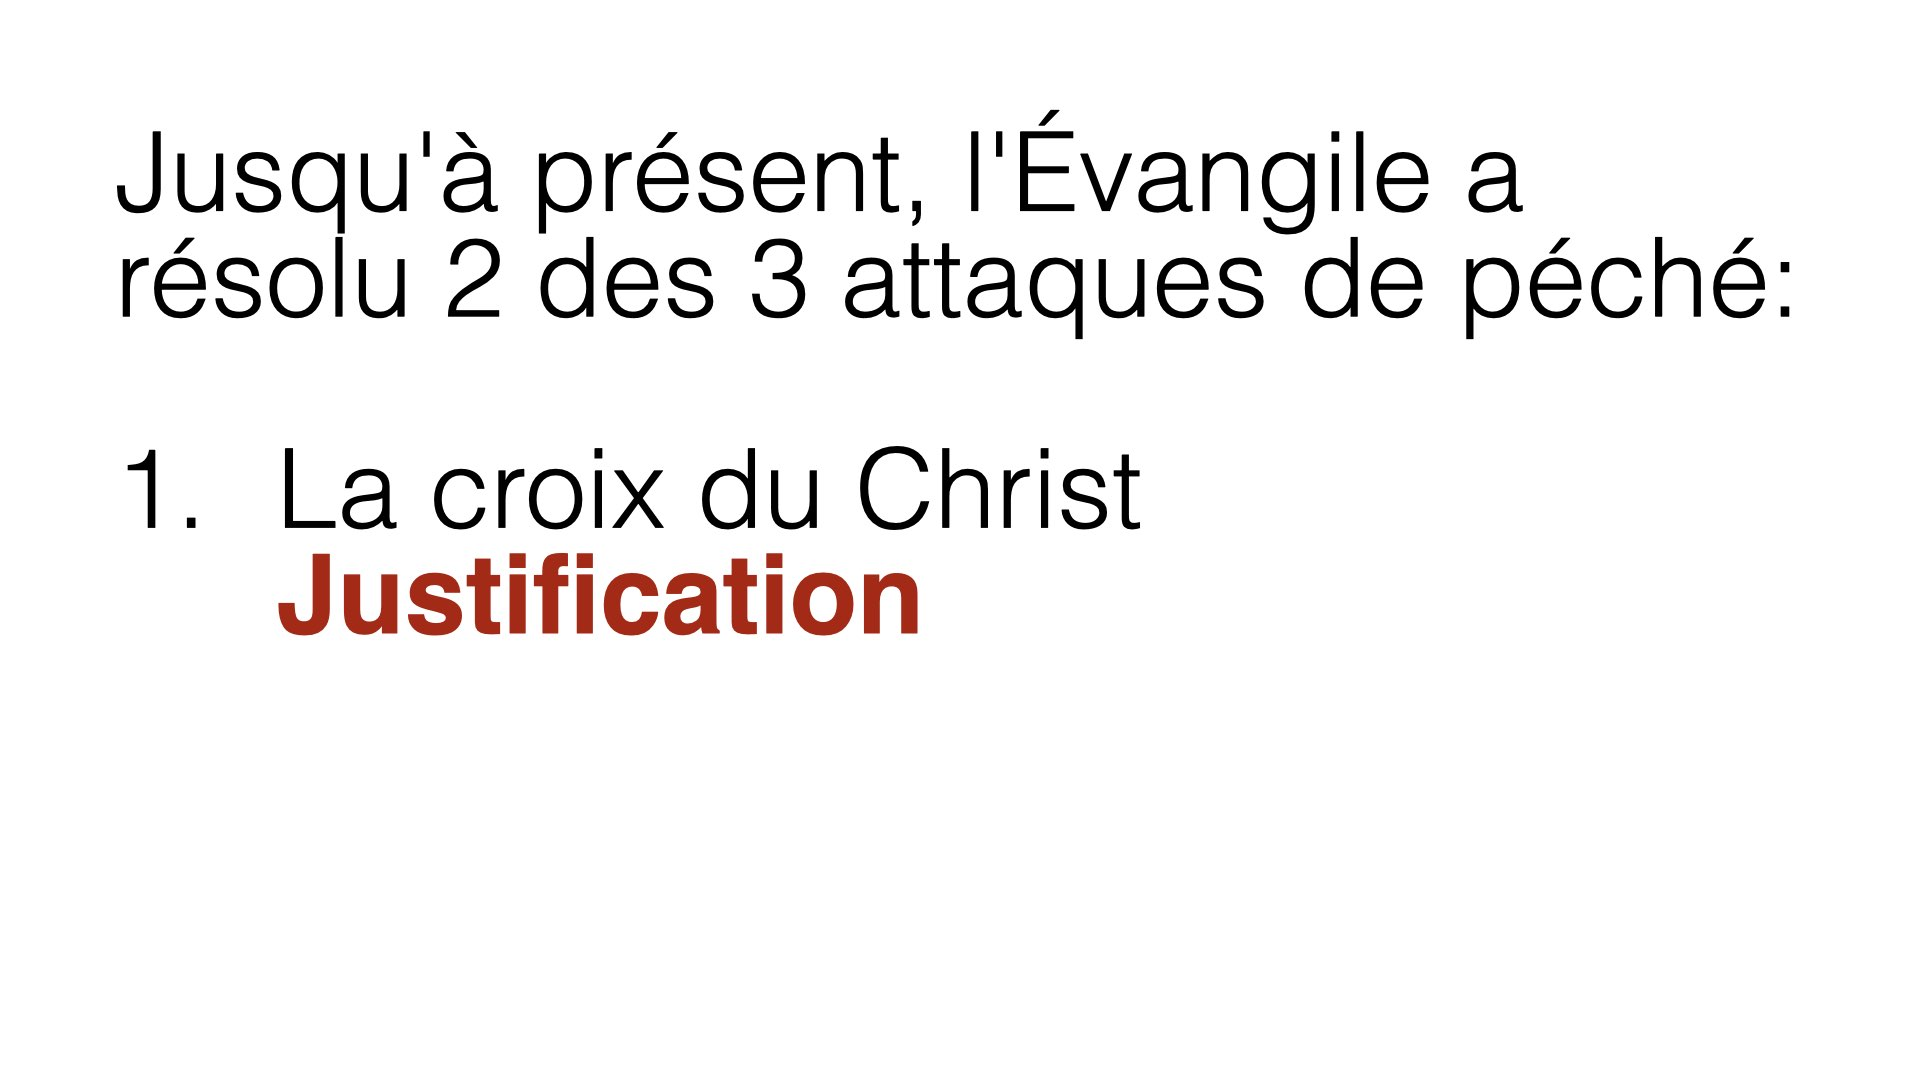 Jusqu'à présent, l'Évangile a
résolu 2 des 3 attaques de péché:
1. La croix du Christ
Justification